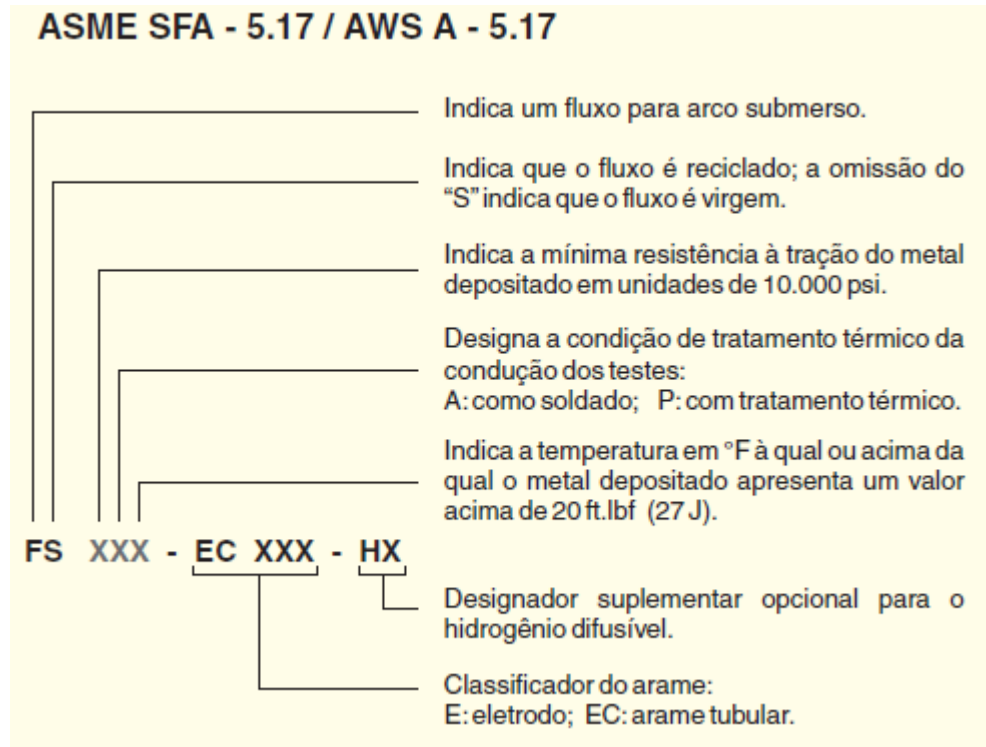 ASME SFA - 5.17 / AWS A - 5.17
Indica um fluxo para arco submerso.
Indica que o fluxo é reciclado; a omissão do
“S” indica que o fluxo é virgem.
Indica a mínima resistência à tração do metal
depositado em unidades de 10.000 psi.
Designa a condição de tratamento térmico da
condução dos testes:
A: como soldado; P: com tratamento térmico.
Indica a temperatura em °F à qual ou acima da
qual o metal depositado apresenta um valor
acima de 20 ft.lbf (27 J).
FS XXX - EC XXX - HX
Designador suplementar opcional para o
hidrogênio difusível.
Classificador do arame:
E: eletrodo; EC: arame tubular.